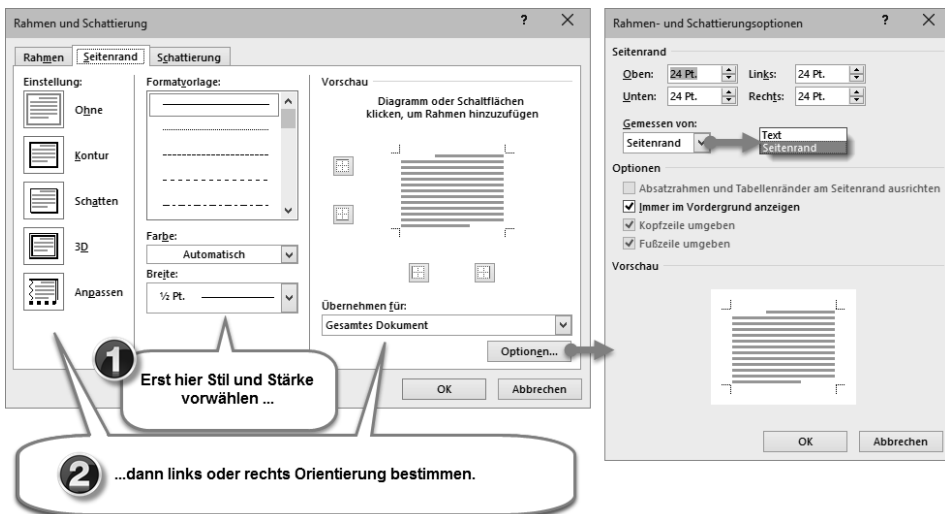 Rahmen und Schattierung
?
Rahmen
Seitenrand
Schattierung
Einstellung:
Ohne
Kontur
Schatten
3D
Anpassen
Formatvorlage:
Farbe:
Automatisch
Breite:
½ Pt.
Vorschau
Diagramm oder Schaltflächen
klicken, um Rahmen hinzuzufügen
Übernehmen für:
Gesamtes Dokument
Optionen...
OK
Abbrechen
1
Erst hier Stil und Stärke
vorwählen ...
2
...dann links oder rechts Orientierung bestimmen.
Rahmen- und Schattierungsoptionen
?
Seitenrand
Oben: 24 Pt. Links: 24 Pt.
Unten: 24 Pt. Rechts: 24 Pt.
Gemessen von:
Seitenrand
Text
Seitenrand
Optionen
Absatzrahmen und Tabellenränder am Seitenrand ausrichten
Immer im Vordergrund anzeigen
Kopfzeile umgeben
Fußzeile umgeben
Vorschau
OK
Abbrechen